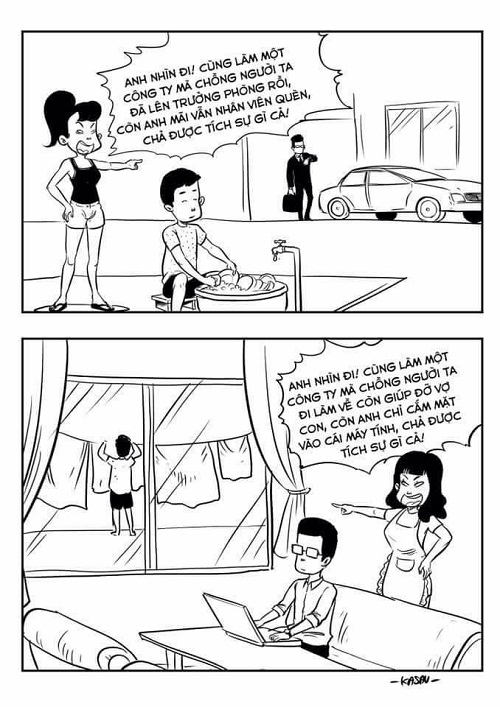 ANH NHÌN ĐI! CÙNG LÀM MỘT
CÔNG TY MÀ CHỒNG NGƯỜI TA
ĐÃ LÊN TRƯỞNG PHÒNG RỒI,
CÒN ANH MÃI VẪN NHÂN VIÊN QUÈN,
CHẢ ĐƯỢC TÍCH SỰ GÌ CẢ!
ANH NHÌN ĐI! CÙNG LÀM MỘT
CÔNG TY MÀ CHỒNG NGƯỜI TA
ĐI LÀM VỀ CÒN GIÚP ĐỠ VỢ
CON, CÒN ANH CHỈ CẮM MẶT
VÀO CÁI MÁY TÍNH, CHẢ ĐƯỢC
TÍCH SỰ GÌ CẢ!
-KASAU-